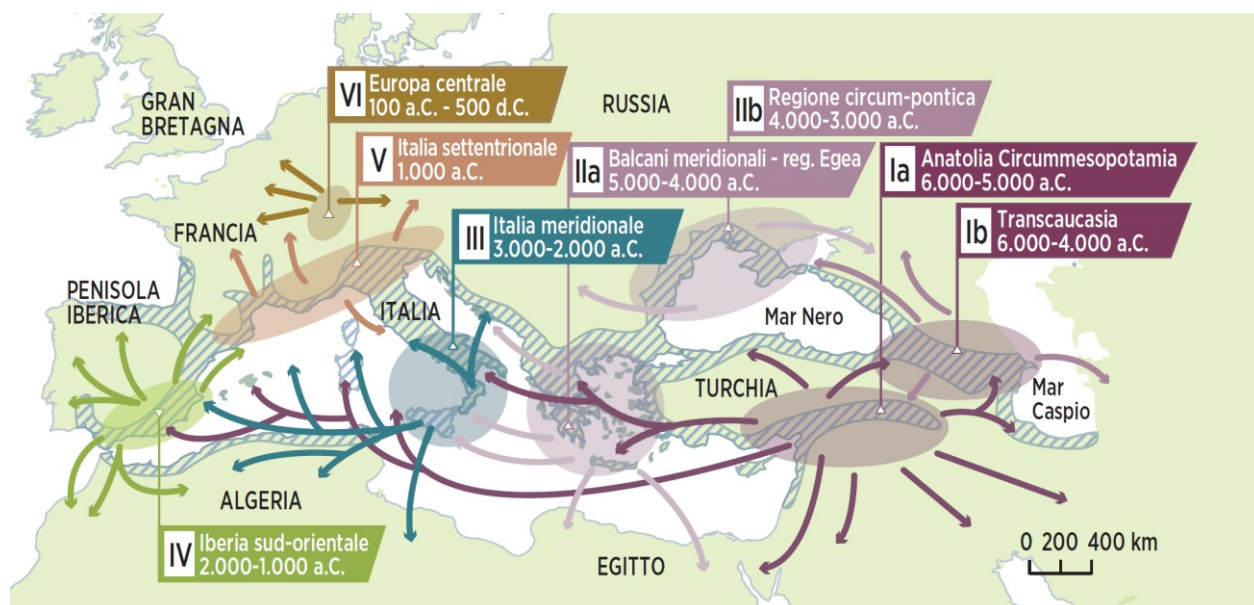 VI Europa centrale
100 a.C. - 500 d.C.
V Italia settentrionale
1.000 a.C.
III Italia meridionale
3.000-2.000 a.C.
IIb Regione circum-pontica
4.000-3.000 a.C.
IIa Balcani meridionali - reg. Egea
5.000-4.000 a.C.
Ia Anatolia Circummesopotamia
6.000-5.000 a.C.
Ib Transcaucasia
6.000-4.000 a.C.
GRAN
BRETAGNA
RUSSIA
FRANCIA
PENISOLA
IBERICA
ITALIA
Mar Nero
TURCHIA
Mar
Caspio
ALGERIA
EGITTO
IV Iberia sud-orientale
2.000-1.000 a.C.
0 200 400 km